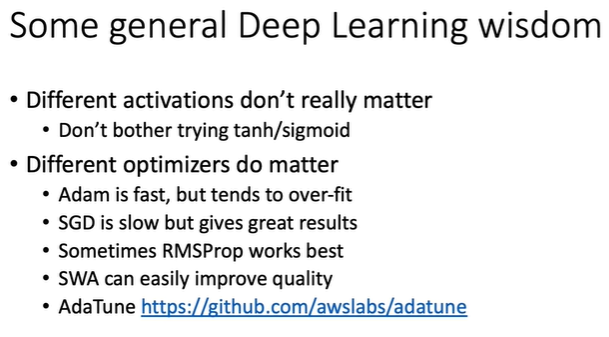 Some general Deep Learning wisdom
• Different activations don't really matter
• Don't bother trying tanh/sigmoid
• Different optimizers do matter
• Adam is fast, but tends to over-fit
• SGD is slow but gives great results
• Sometimes RMSProp works best
• SWA can easily improve quality
• AdaTune https://github.com/awslabs/adatune